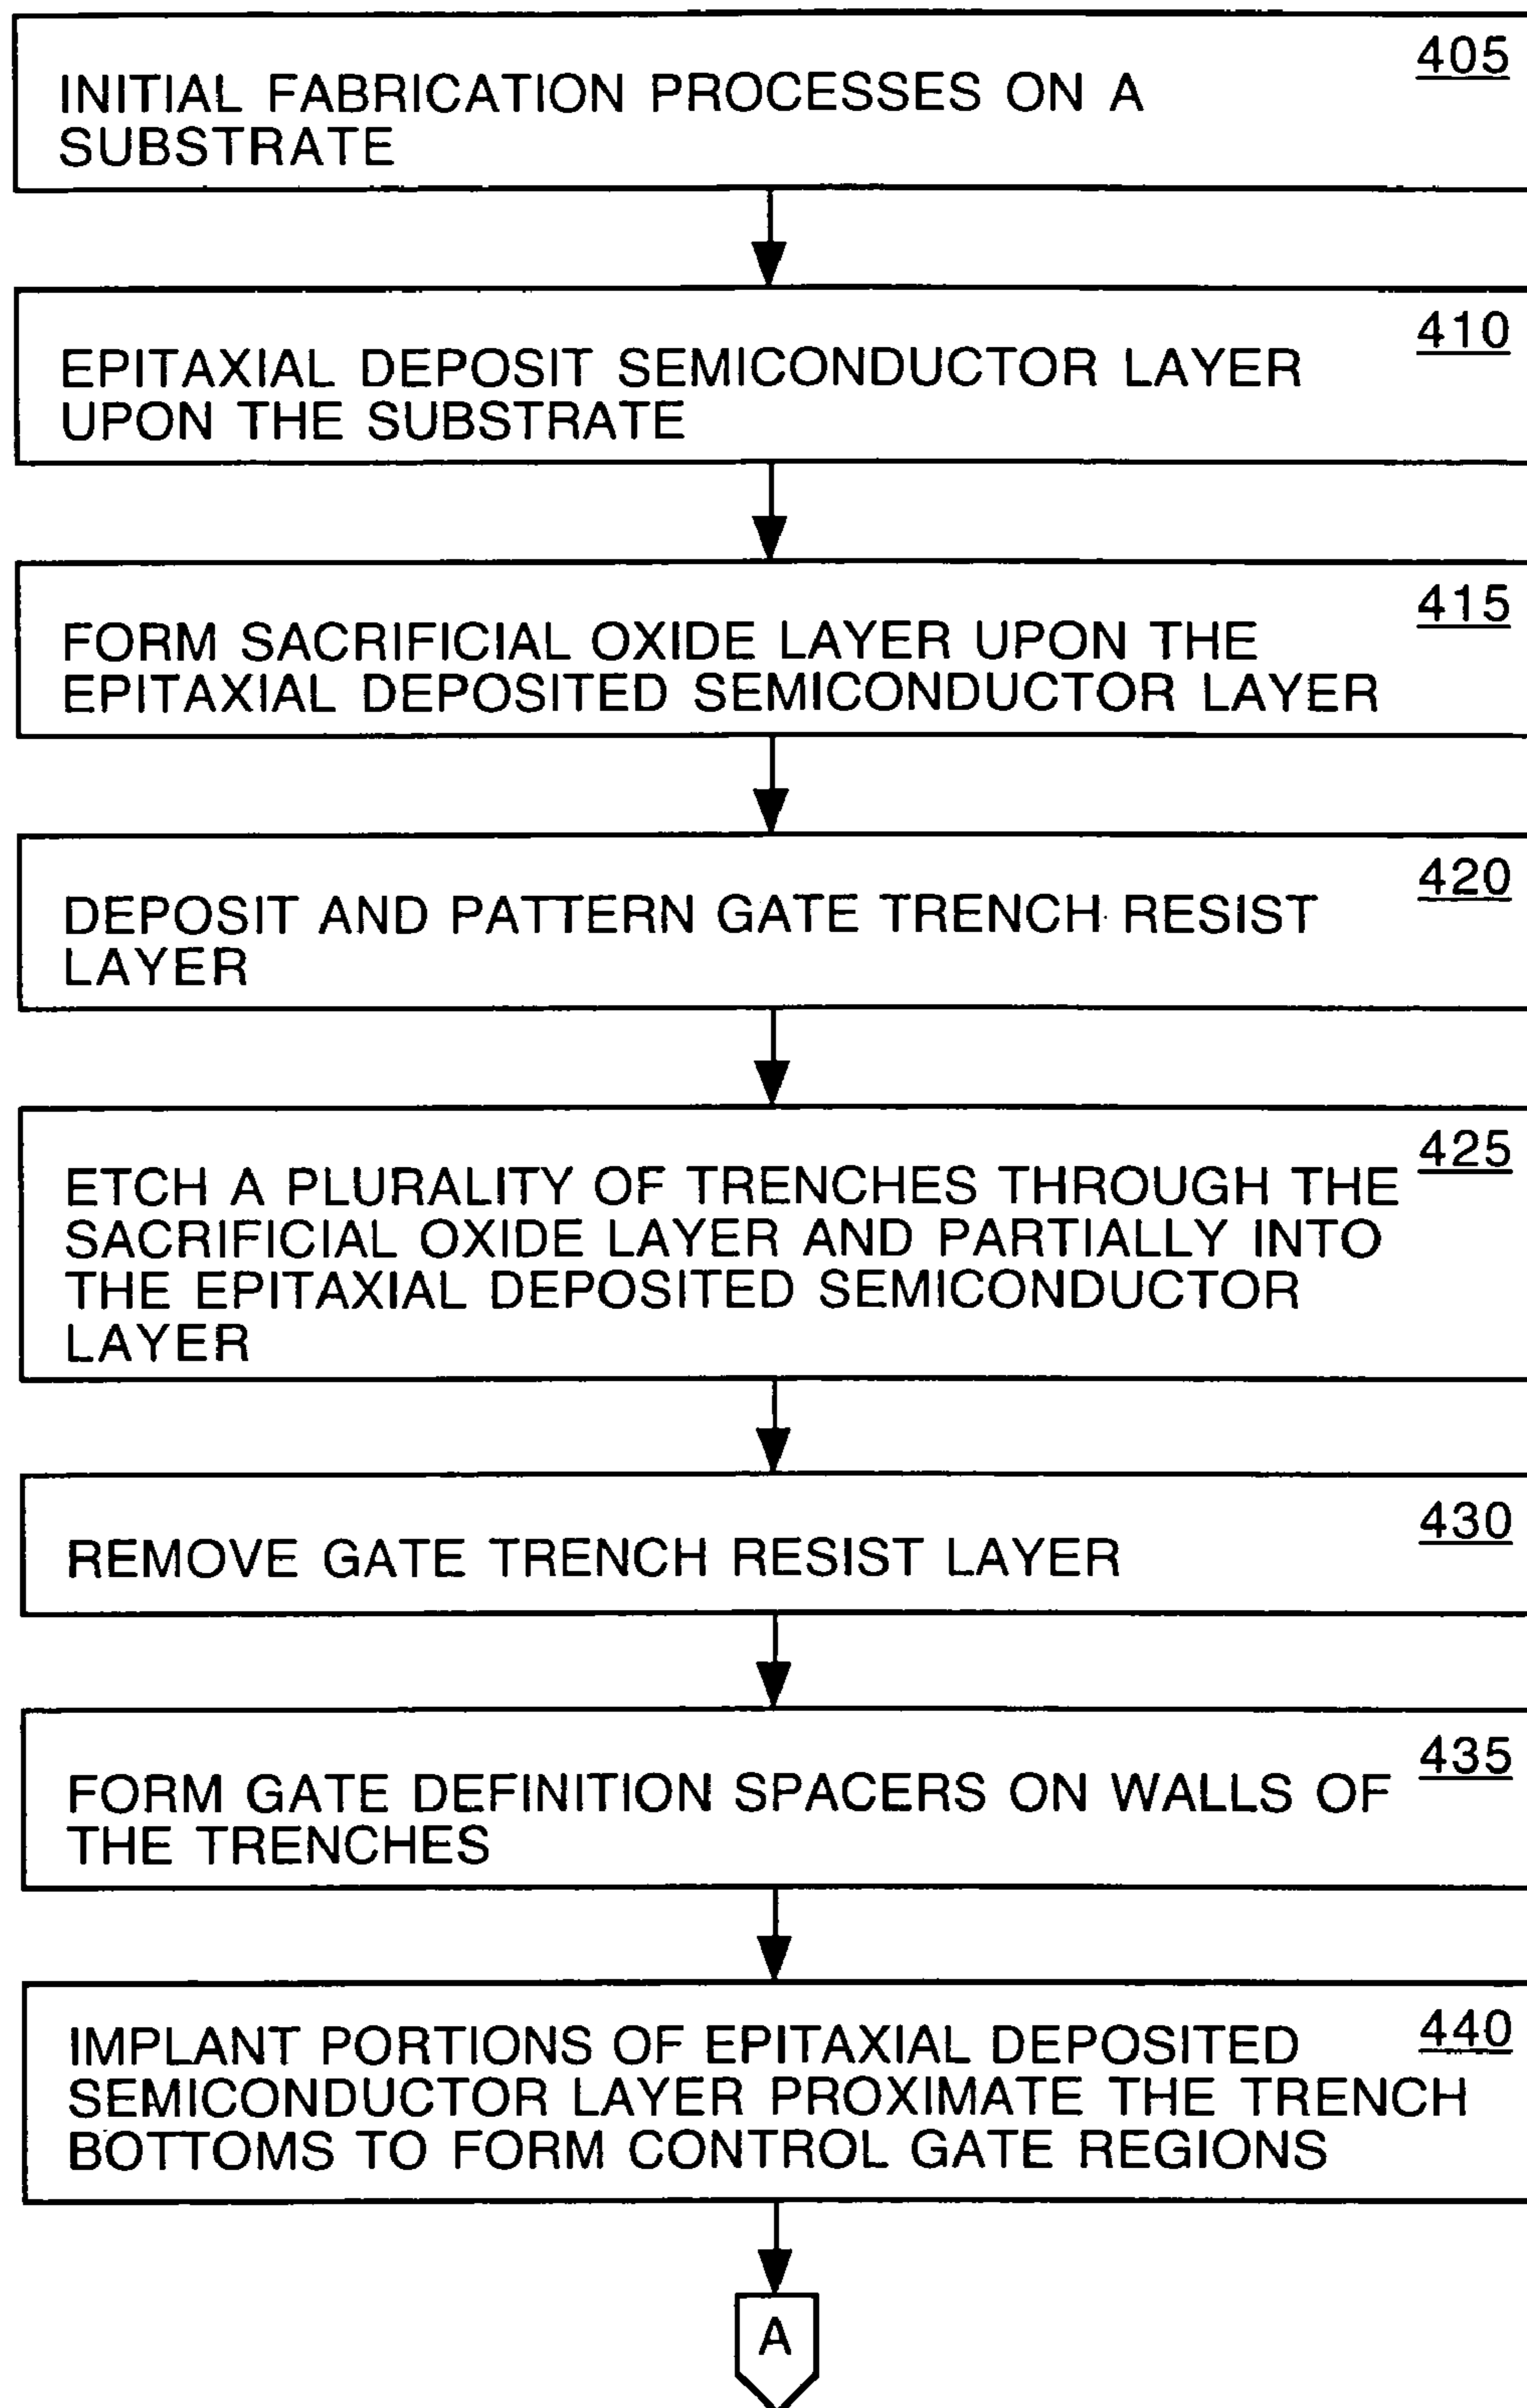 405
INITIAL FABRICATION PROCESSES ON A
SUBSTRATE
410
EPITAXIAL DEPOSIT SEMICONDUCTOR LAYER
UPON THE SUBSTRATE
415
FORM SACRIFICIAL OXIDE LAYER UPON THE
EPITAXIAL DEPOSITED SEMICONDUCTOR LAYER
420
DEPOSIT AND PATTERN GATE TRENCH RESIST
LAYER
425
ETCH A PLURALITY OF TRENCHES THROUGH THE
SACRIFICIAL OXIDE LAYER AND PARTIALLY INTO
THE EPITAXIAL DEPOSITED SEMICONDUCTOR
LAYER
430
REMOVE GATE TRENCH RESIST LAYER
435
FORM GATE DEFINITION SPACERS ON WALLS OF
THE TRENCHES
440
IMPLANT PORTIONS OF EPITAXIAL DEPOSITED
SEMICONDUCTOR LAYER PROXIMATE THE TRENCH
BOTTOMS TO FORM CONTROL GATE REGIONS
A